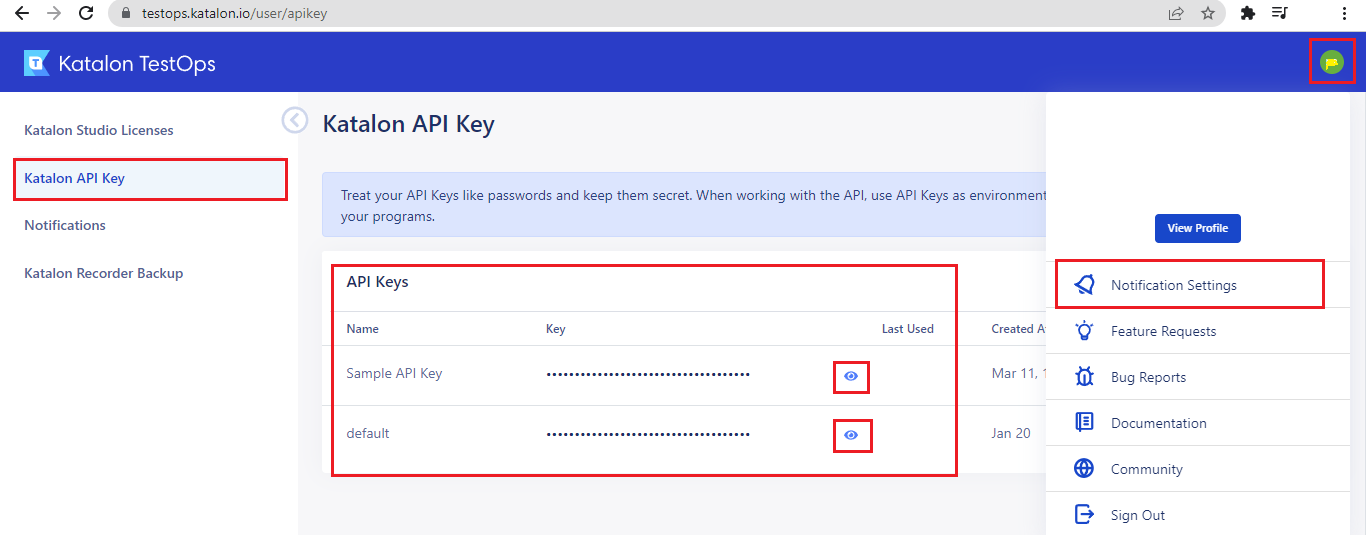 testops.katalon.io/user/apikey
T Katalon TestOps
Katalon Studio Licenses
Katalon API Key
Notifications
Katalon Recorder Backup
Katalon API Key
Treat your API Keys like passwords and keep them secret. When working with the API, use API Keys as environment
your programs.
API Keys
Name Key Last Used Created A
Sample API Key •••••••••••••••••••••••••••••••••••• Mar 11, 1
default •••••••••••••••••••••••••••••••••••• Jan 20
View Profile
Notification Settings
Feature Requests
Bug Reports
Documentation
Community
Sign Out